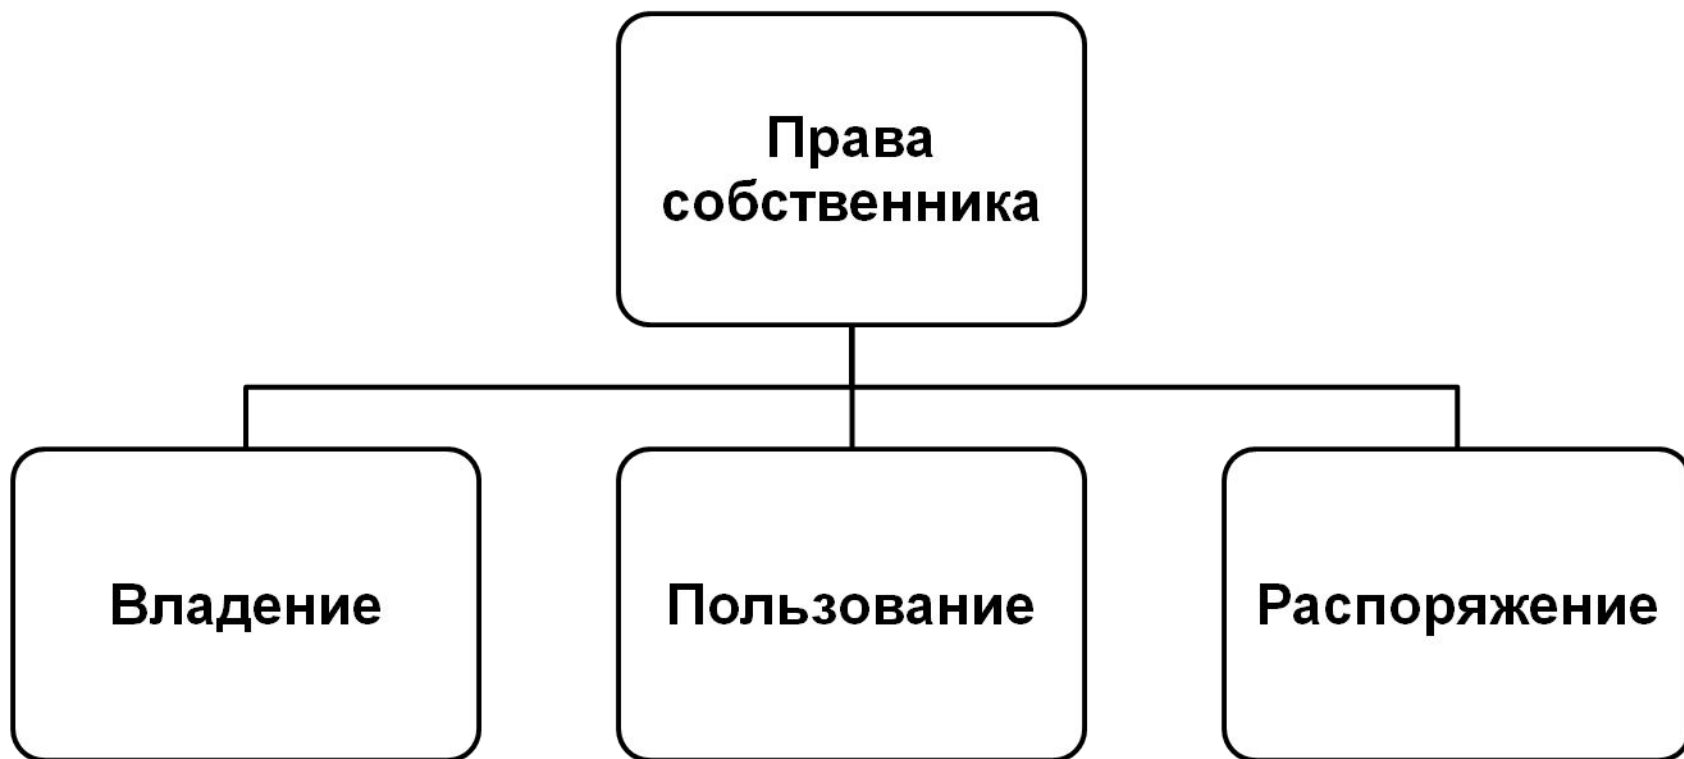 Права
собственника
Владение
Пользование
Распоряжение